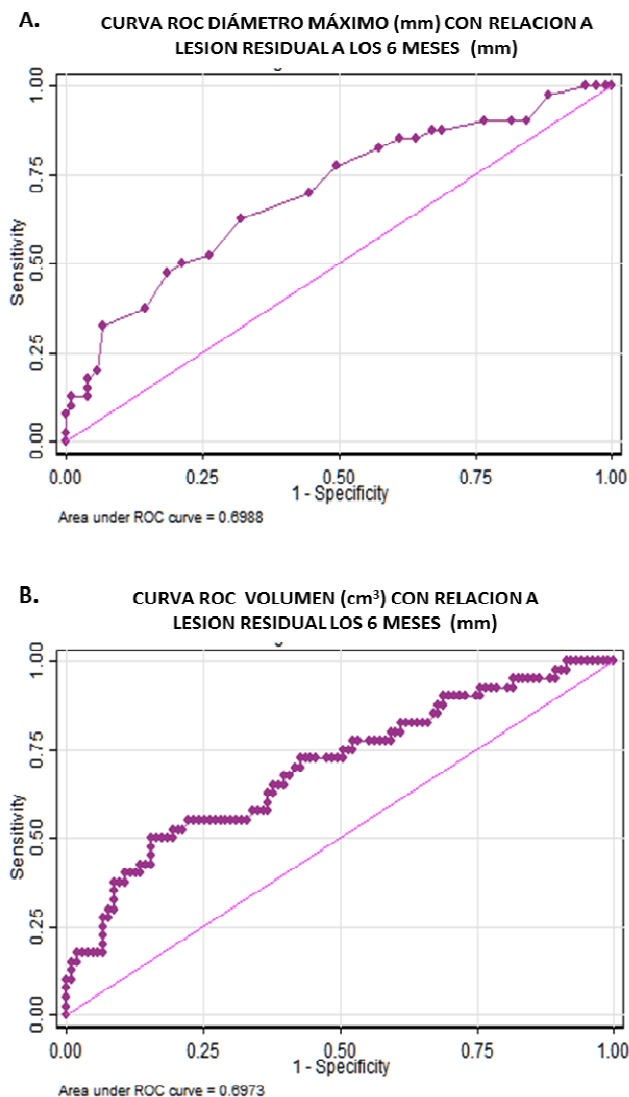 A.
CURVA ROC DIÁMETRO MÁXIMO (mm) CON RELACION A
LESION RESIDUAL A LOS 6 MESES (mm)
1.00
0.75
0.50
0.25
0.00
Sensitivity
0.00 0.25 0.50 0.75 1.00
1 - Specificity
Area under ROC curve = 0.6988
B.
CURVA ROC VOLUMEN (cm³) CON RELACION A
LESION RESIDUAL LOS 6 MESES (mm)
1.00
0.75
0.50
0.25
0.00
Sensitivity
0.00 0.25 0.50 0.75 1.00
1 - Specificity
Area under ROC curve = 0.6973